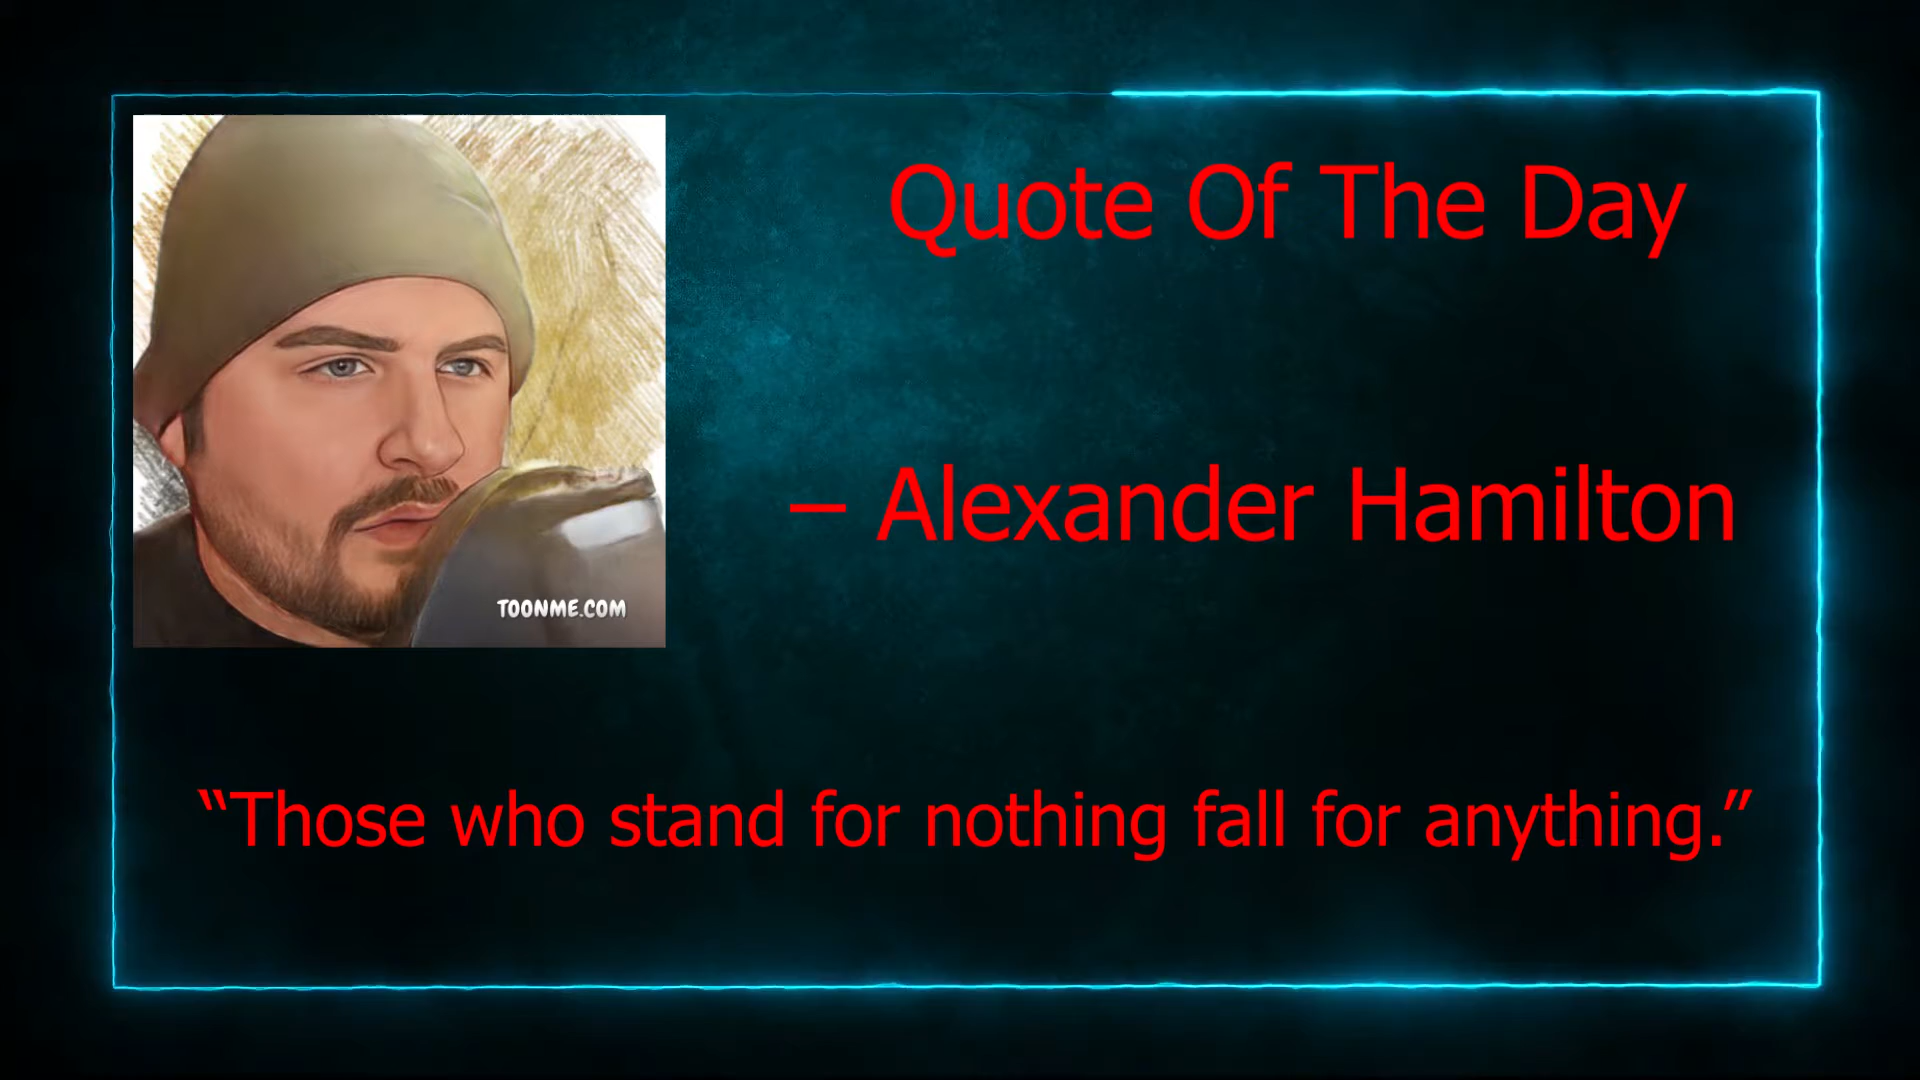 Quote Of The Day
– Alexander Hamilton
TOONME.COM
“Those who stand for nothing fall for anything.”